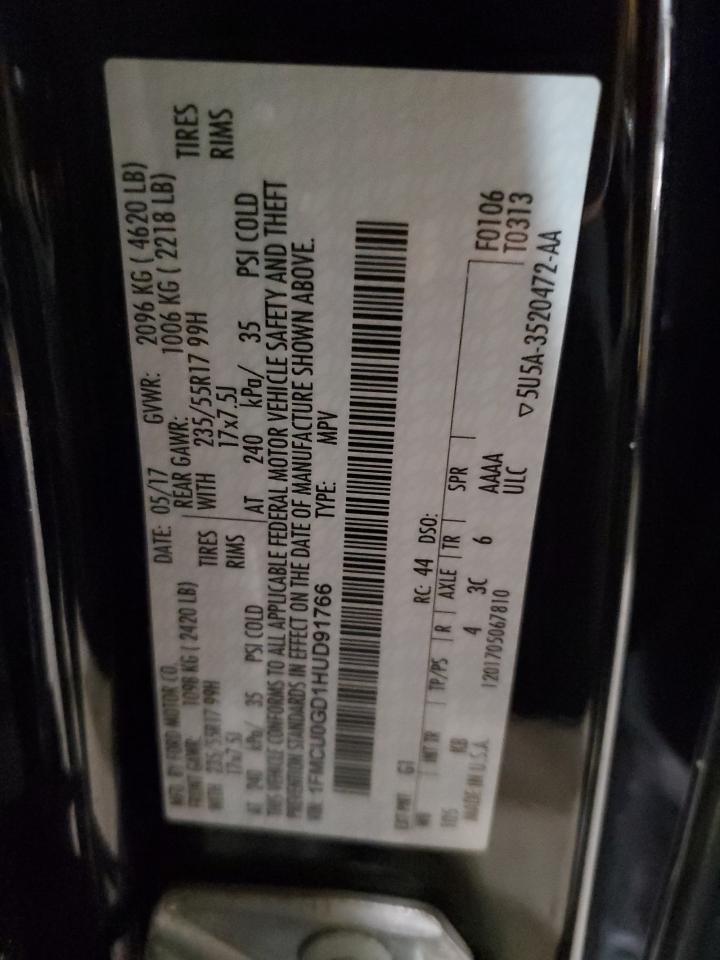 MFD. BY FORD MOTOR CO. DATE: 05/17 GVWR: 2096 KG ( 4620 LB)
FRONT GAWR: 1098 KG ( 2420 LB) REAR GAWR: 1006 KG ( 2218 LB)
WITH 235/55R17 99H TIRES WITH 235/55R17 99H TIRES
17x7.5J RIMS 17x7.5J RIMS
AT 240 kPa/ 35 PSI COLD AT 240 kPa/ 35 PSI COLD
THIS VEHICLE CONFORMS TO ALL APPLICABLE FEDERAL MOTOR VEHICLE SAFETY AND THEFT
PREVENTION STANDARDS IN EFFECT ON THE DATE OF MANUFACTURE SHOWN ABOVE.
VIN: 1FMCU0GD1HUD91766 TYPE: MPV
EXT PNT: G1 RC: 44 DSO:
WB INT TR TP/PS R AXLE TR SPR F0106
105 KB 4 3C 6 AAAA T0313
MADE IN U.S.A. 1201705067810 ULC
▽5U5A-3520472-AA